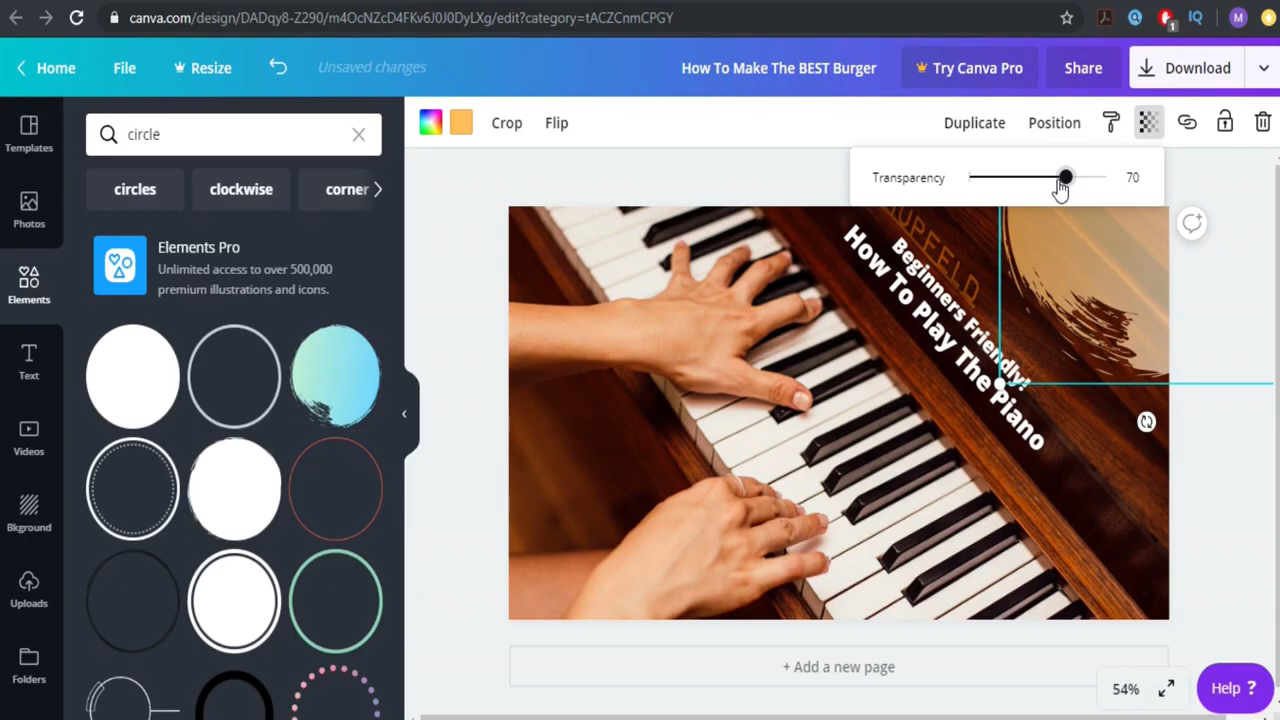 canva.com/design/DADqy8-Z290/m4OcNZcD4FKv6J0J0DyLXg/edit?category=tACZCnmCPGY
1
IQ
M
Home
File
Resize
Unsaved changes
How To Make The BEST Burger
Try Canva Pro
Share
Download
Templates
Photos
Elements
Text
Videos
Bkground
Uploads
Folders
circle
circles
clockwise
corner
Elements Pro
Unlimited access to over 500,000
premium illustrations and icons.
Crop
Flip
Duplicate
Position
Transparency
70
HUPFELD
Beginners Friendly!
How To Play The Piano
+ Add a new page
54%
Help ?